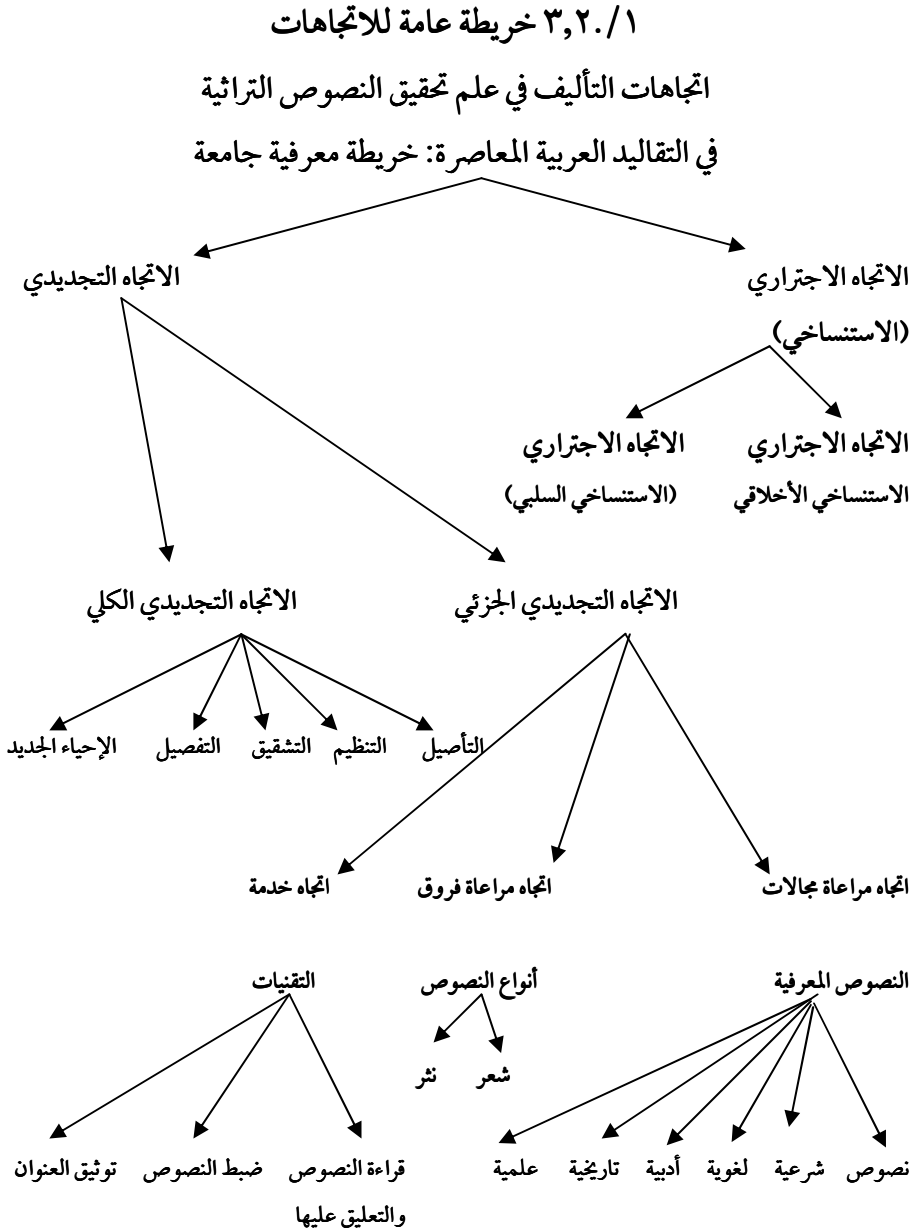 ٣,٢٠/١ خريطة عامة للاتجاهات
اتجاهات التأليف في علم تحقيق النصوص التراثية
في التقاليد العربية المعاصرة: خريطة معرفية جامعة
الاتجاه الاجتراري
(الاستنساخي)
الاتجاه التجديدي
الاتجاه الاجتراري
الاستنساخي الأخلاقي
الاتجاه الاجتراري
(الاستنساخي السلبي)
الاتجاه التجديدي الجزئي
الاتجاه التجديدي الكلي
التأصيل
التنظيم
التشقيق
التفصيل
الإحياء الجديد
اتجاه مراعاة مجالات
النصوص المعرفية
اتجاه مراعاة فروق
أنواع النصوص
اتجاه خدمة
التقنيات
شعر
نثر
نصوص
شرعية
لغوية
أدبية
تاريخية
علمية
قراءة النصوص
والتعليق عليها
ضبط النصوص
توثيق العنوان